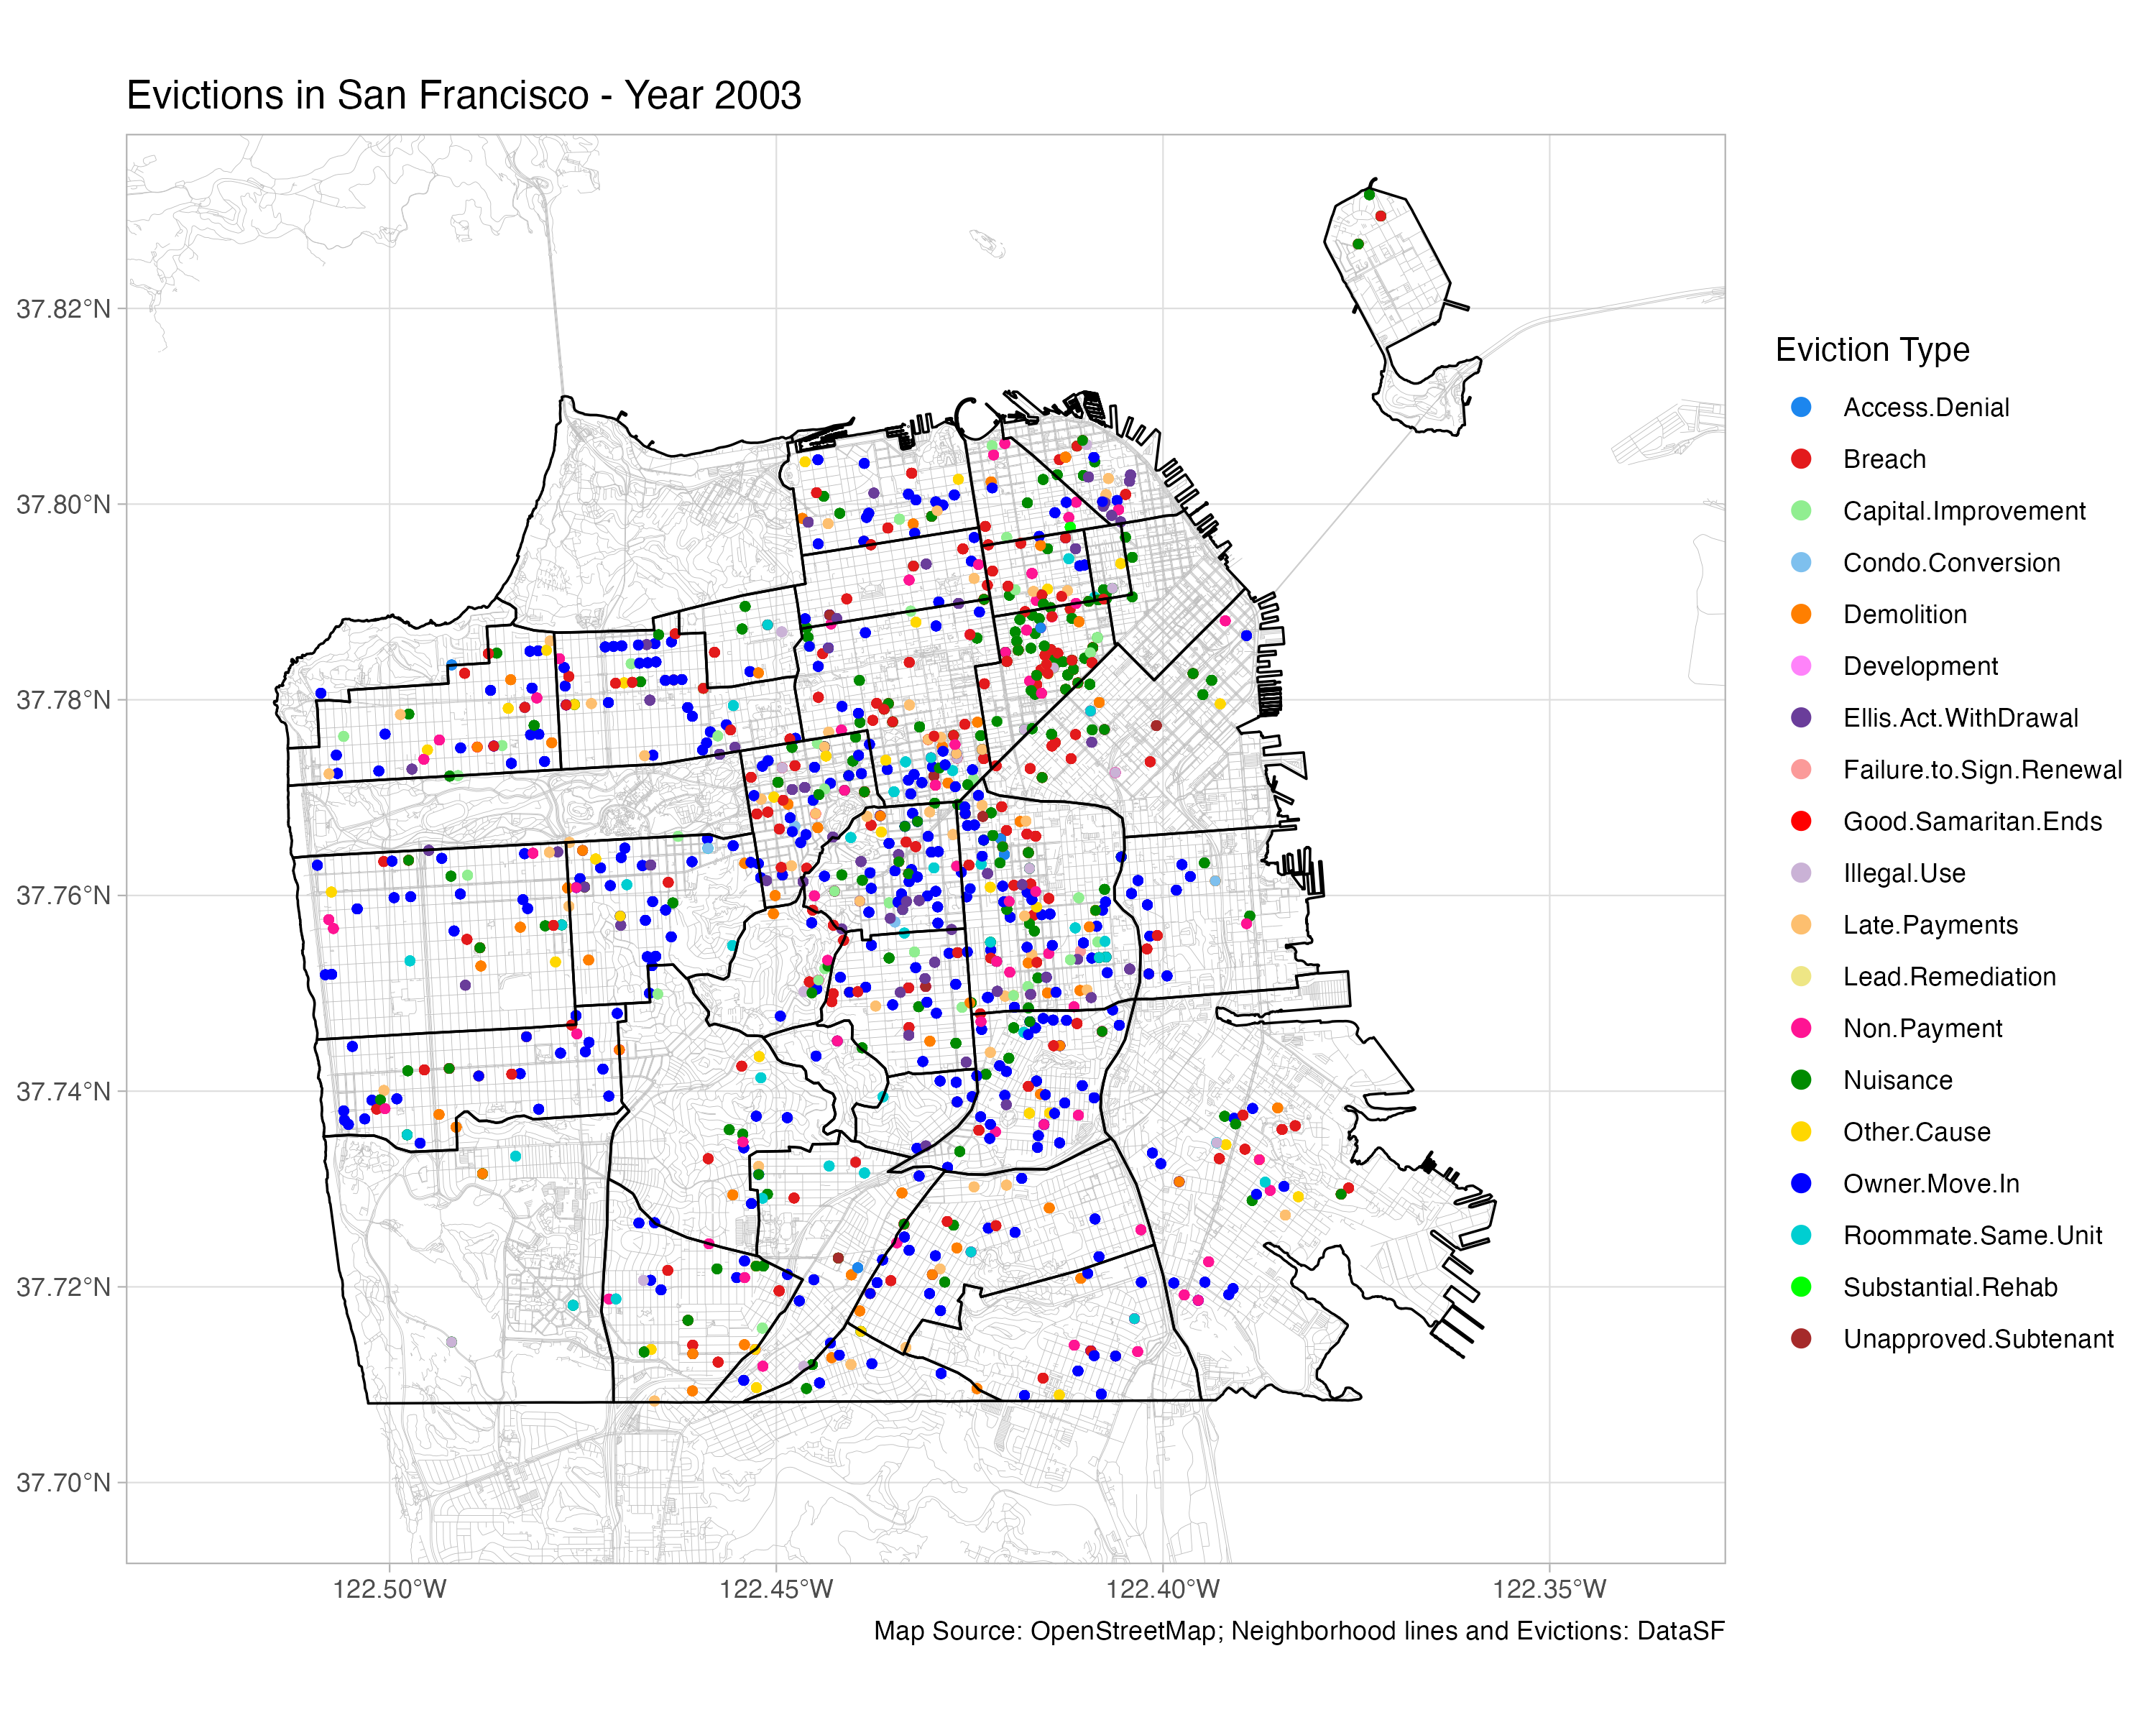 Evictions in San Francisco - Year 2003
37.82°N
37.80°N
37.78°N
37.76°N
37.74°N
37.72°N
37.70°N
122.50°W
122.45°W
122.40°W
122.35°W
Eviction Type
Access.Denial
Breach
Capital.Improvement
Condo.Conversion
Demolition
Development
Ellis.Act.WithDrawal
Failure.to.Sign.Renewal
Good.Samaritan.Ends
Illegal.Use
Late.Payments
Lead.Remediation
Non.Payment
Nuisance
Other.Cause
Owner.Move.In
Roommate.Same.Unit
Substantial.Rehab
Unapproved.Subtenant
Map Source: OpenStreetMap; Neighborhood lines and Evictions: DataSF